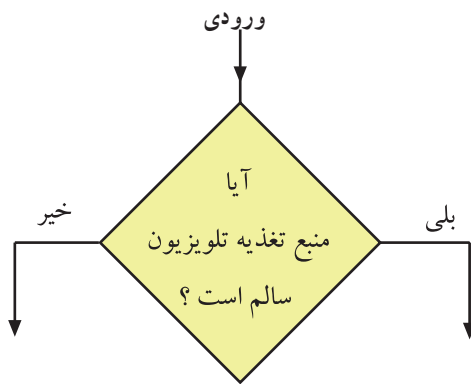 ورودی
آیا
منبع تغذیه تلویزیون
سالم است ؟
بلی
خیر